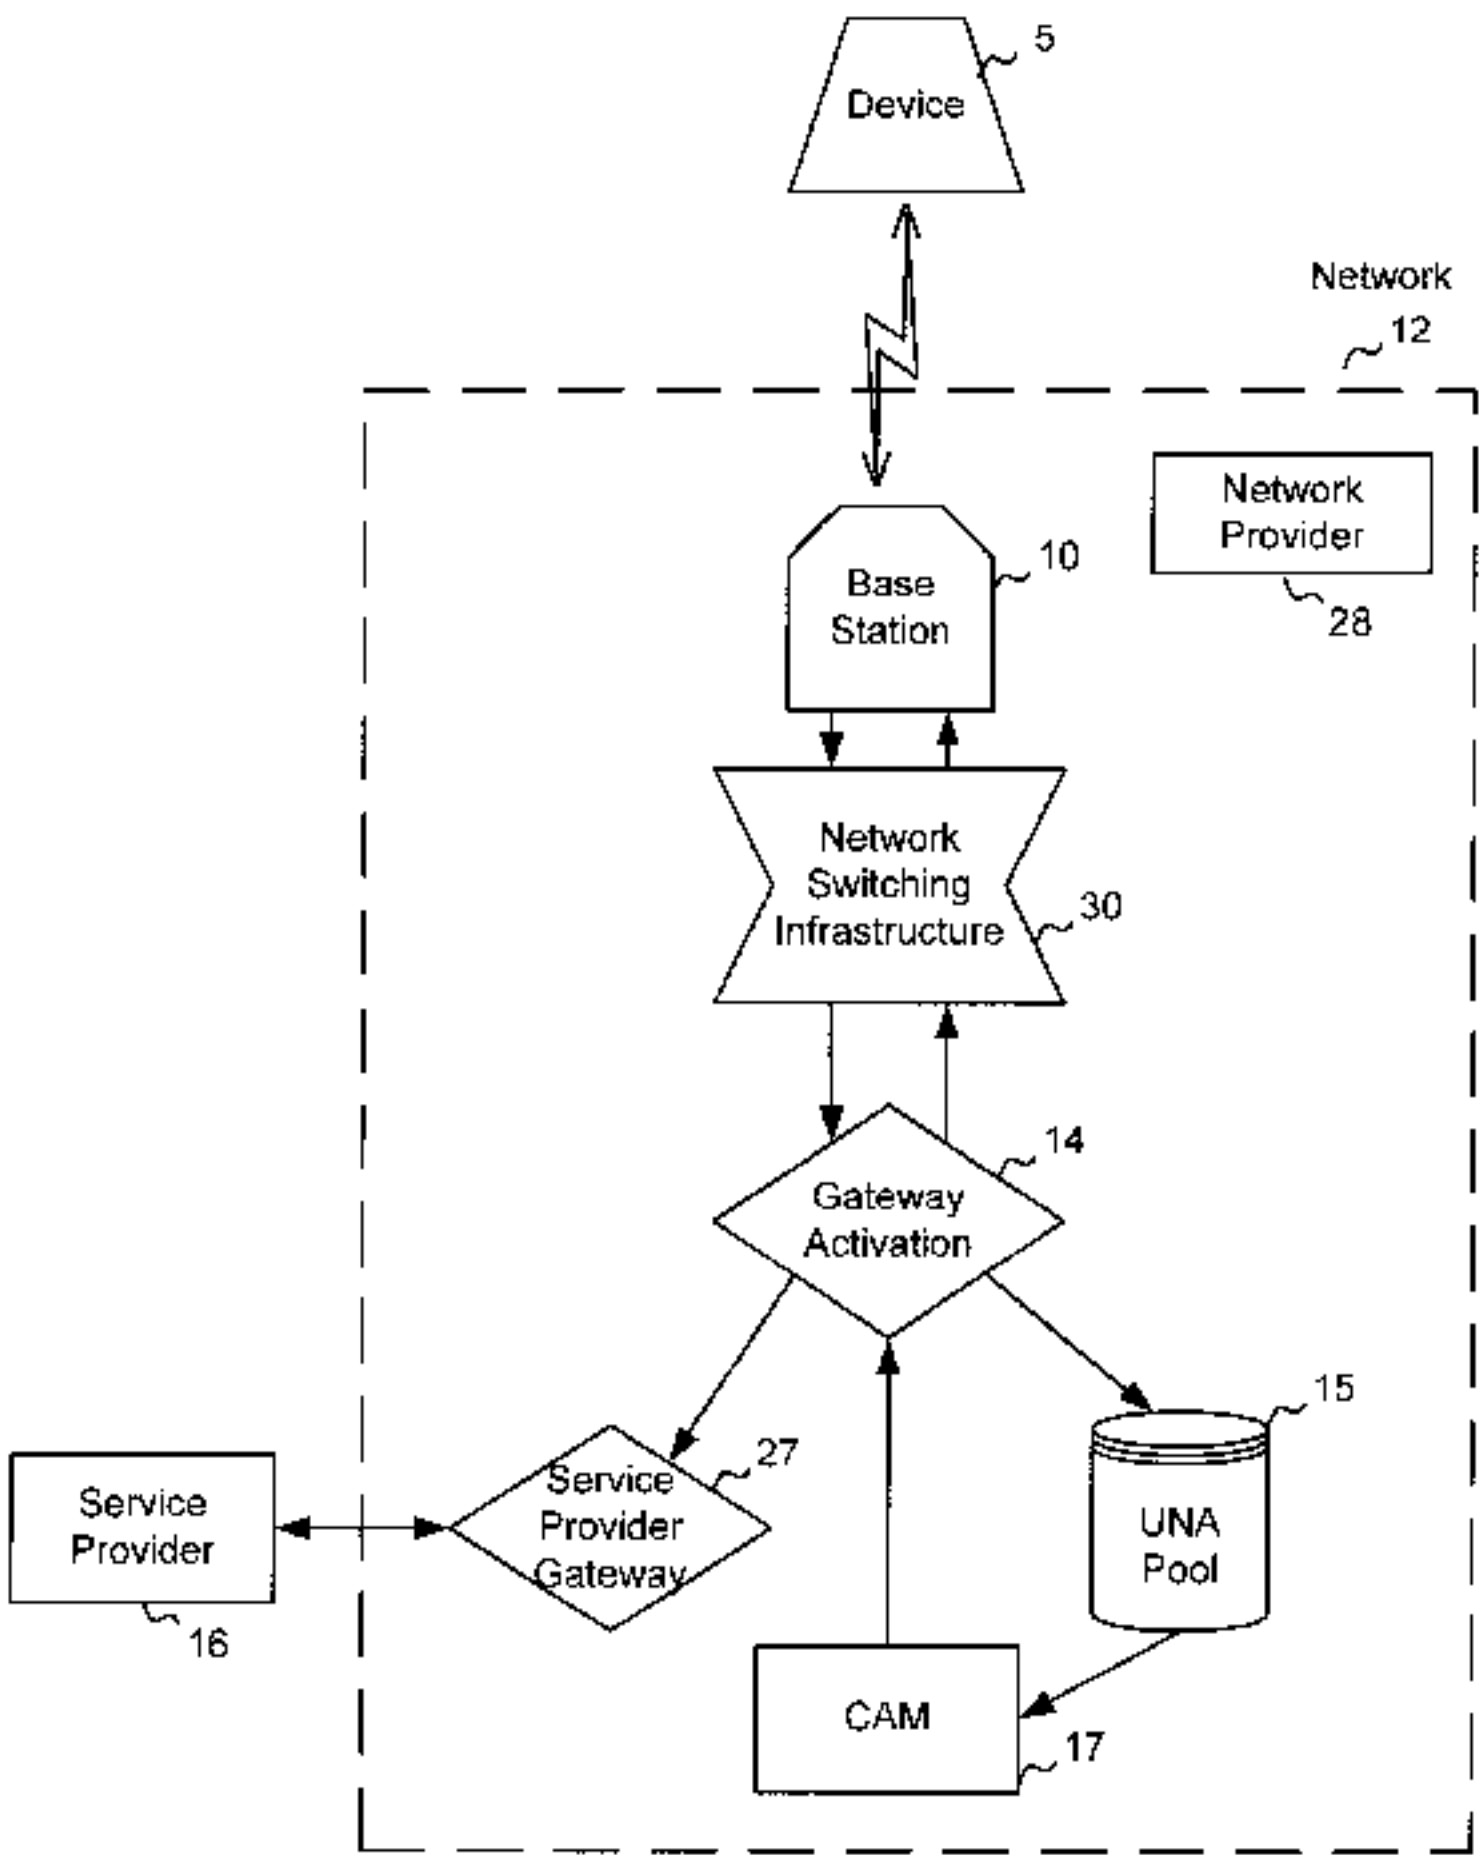 5
Device
Network
12
Network
Provider
28
Base
Station
10
Network
Switching
Infrastructure
30
Gateway
Activation
14
15
UNA
Pool
27
Service
Provider
Gateway
Service
Provider
16
CAM
17